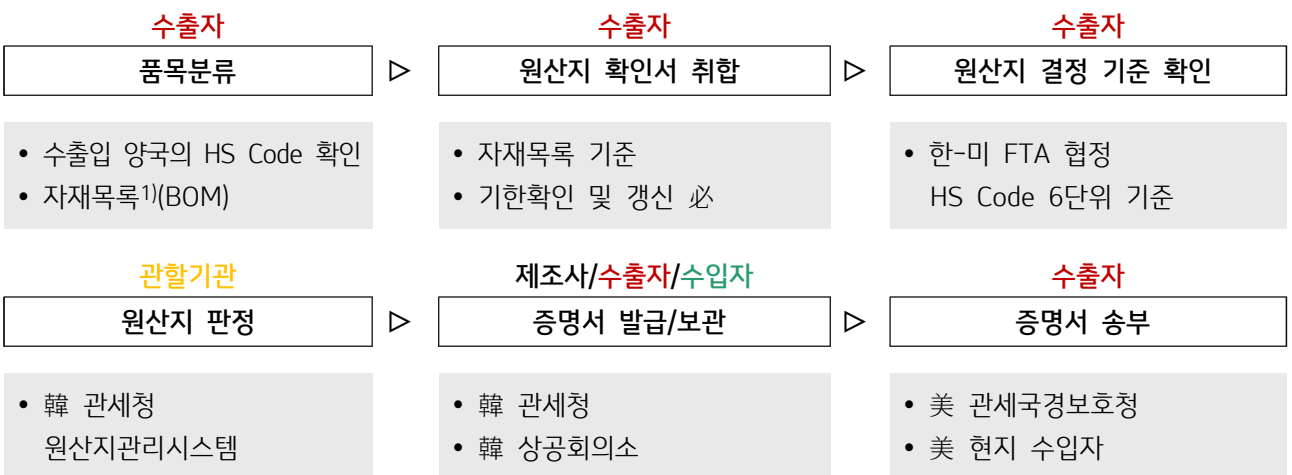 수출자 수출자 수출자
품목분류 ▷ 원산지 확인서 취합 ▷ 원산지 결정 기준 확인
• 수출입 양국의 HS Code 확인
• 자재목록1)(BOM)
• 자재목록 기준
• 기한확인 및 갱신 必
• 한-미 FTA 협정
HS Code 6단위 기준
관할기관 제조사/수출자/수입자 수출자
원산지 판정 ▷ 증명서 발급/보관 ▷ 증명서 송부
• 韓 관세청
원산지관리시스템
• 韓 관세청
• 韓 상공회의소
• 美 관세국경보호청
• 美 현지 수입자